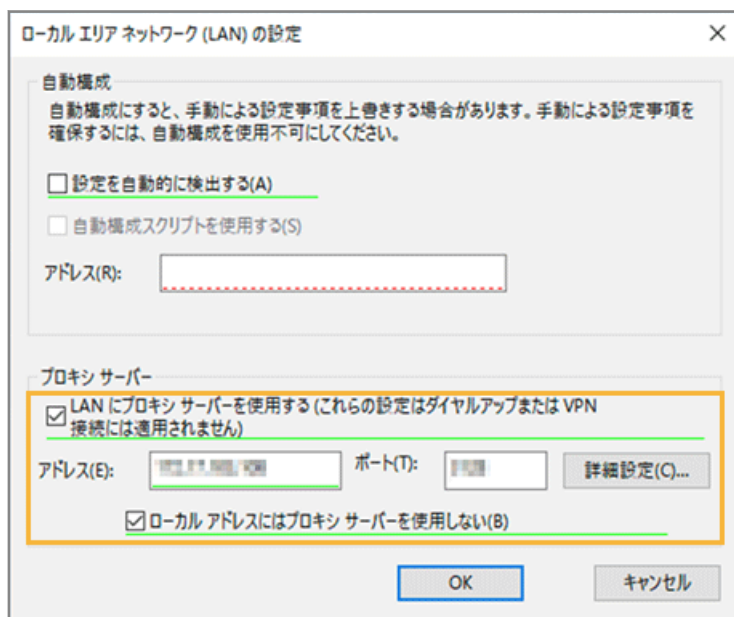 ローカル エリア ネットワーク (LAN) の設定
自動構成
自動構成にすると、手動による設定事項を上書きする場合があります。手動による設定事項を
確保するには、自動構成を使用不可にしてください。
設定を自動的に検出する(A)
自動構成スクリプトを使用する(S)
アドレス(R):
プロキシ サーバー
LAN にプロキシ サーバーを使用する (これらの設定はダイヤルアップまたは VPN
接続には適用されません)
アドレス(E): ポート(T): 詳細設定(C)...
ローカル アドレスにはプロキシ サーバーを使用しない(B)
OK キャンセル